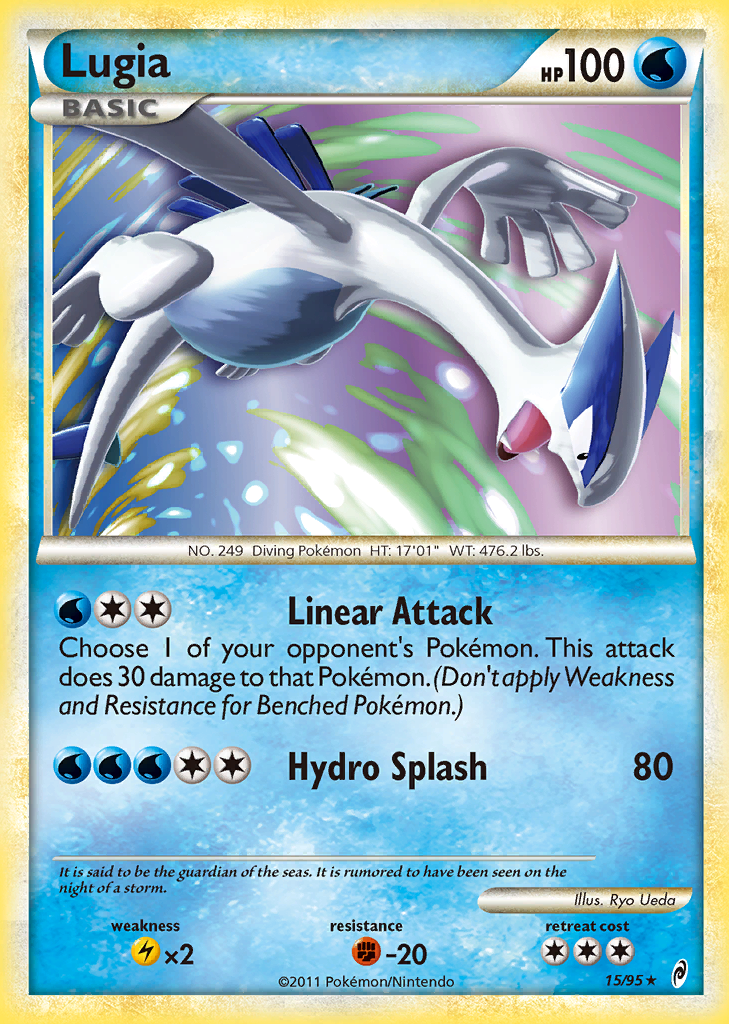 Lugia
HP100
BASIC
NO. 249 Diving Pokémon HT: 17'01" WT: 476.2 lbs.
Linear Attack
Choose 1 of your opponent's Pokémon. This attack
does 30 damage to that Pokémon. (Don't apply Weakness
and Resistance for Benched Pokémon.)
Hydro Splash 80
It is said to be the guardian of the seas. It is rumored to have been seen on the
night of a storm.
Illus. Ryo Ueda
weakness resistance retreat cost
×2 -20
©2011 Pokémon/Nintendo 15/95 ★